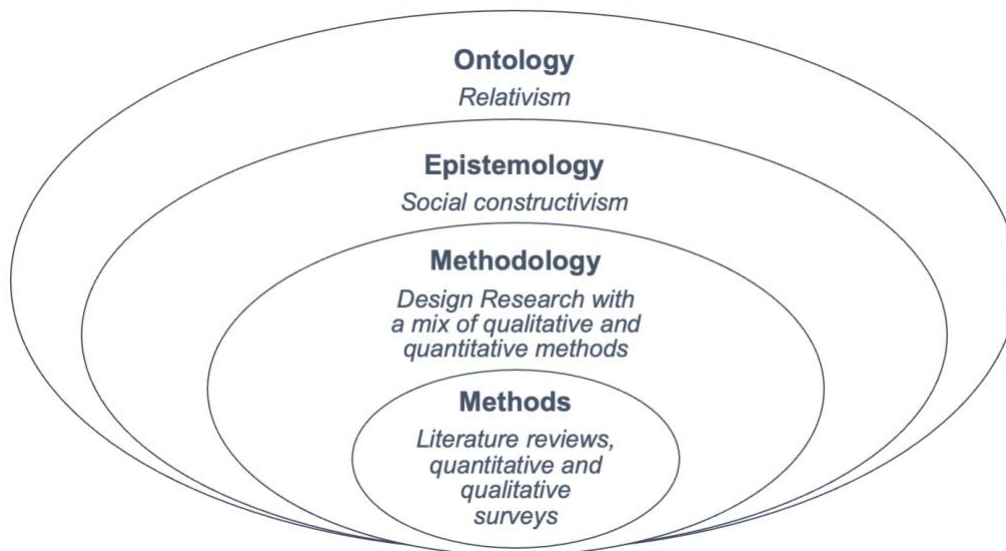 Ontology
Relativism
Epistemology
Social constructivism
Methodology
Design Research with
a mix of qualitative and
quantitative methods
Methods
Literature reviews,
quantitative and
qualitative
surveys